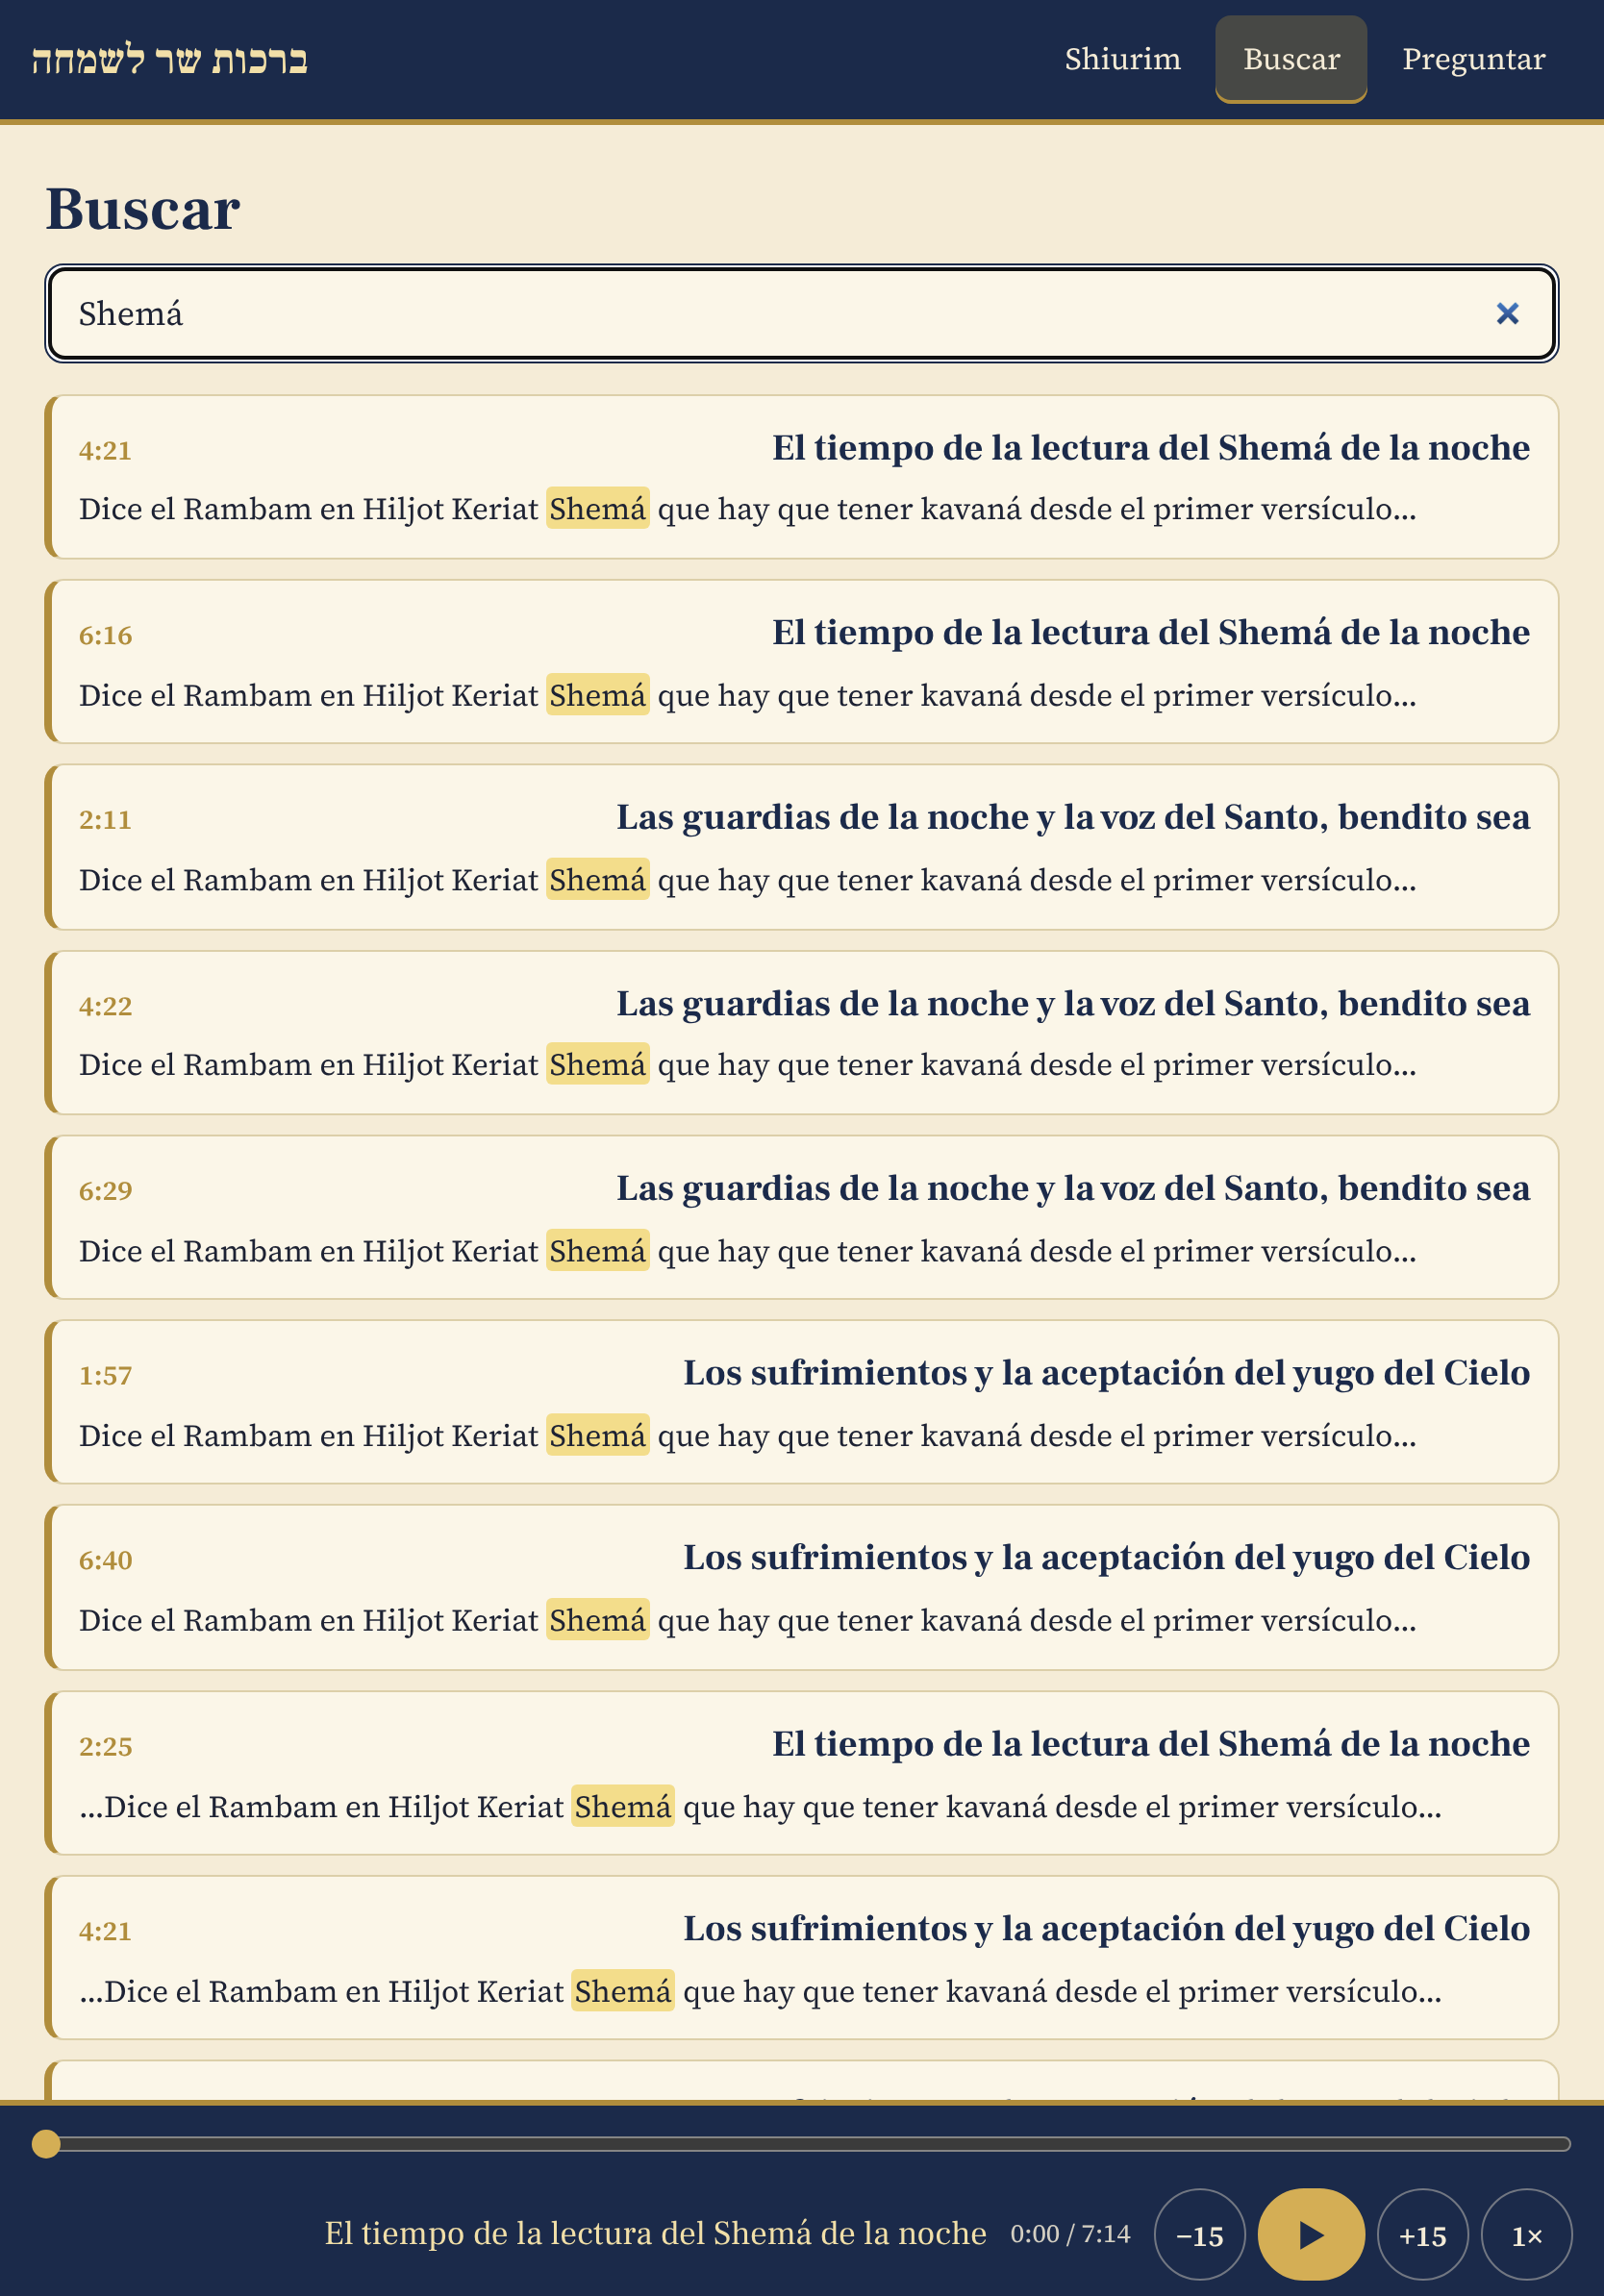 ברכות שר לשמחה
Shiurim Buscar Preguntar
Buscar
Shemá
4:21 El tiempo de la lectura del Shemá de la noche
Dice el Rambam en Hiljot Keriat Shemá que hay que tener kavaná desde el primer versículo...
6:16 El tiempo de la lectura del Shemá de la noche
Dice el Rambam en Hiljot Keriat Shemá que hay que tener kavaná desde el primer versículo...
2:11 Las guardias de la noche y la voz del Santo, bendito sea
Dice el Rambam en Hiljot Keriat Shemá que hay que tener kavaná desde el primer versículo...
4:22 Las guardias de la noche y la voz del Santo, bendito sea
Dice el Rambam en Hiljot Keriat Shemá que hay que tener kavaná desde el primer versículo...
6:29 Las guardias de la noche y la voz del Santo, bendito sea
Dice el Rambam en Hiljot Keriat Shemá que hay que tener kavaná desde el primer versículo...
1:57 Los sufrimientos y la aceptación del yugo del Cielo
Dice el Rambam en Hiljot Keriat Shemá que hay que tener kavaná desde el primer versículo...
6:40 Los sufrimientos y la aceptación del yugo del Cielo
Dice el Rambam en Hiljot Keriat Shemá que hay que tener kavaná desde el primer versículo...
2:25 El tiempo de la lectura del Shemá de la noche
...Dice el Rambam en Hiljot Keriat Shemá que hay que tener kavaná desde el primer versículo...
4:21 Los sufrimientos y la aceptación del yugo del Cielo
...Dice el Rambam en Hiljot Keriat Shemá que hay que tener kavaná desde el primer versículo...
El tiempo de la lectura del Shemá de la noche 0:00 / 7:14 −15 +15 1×